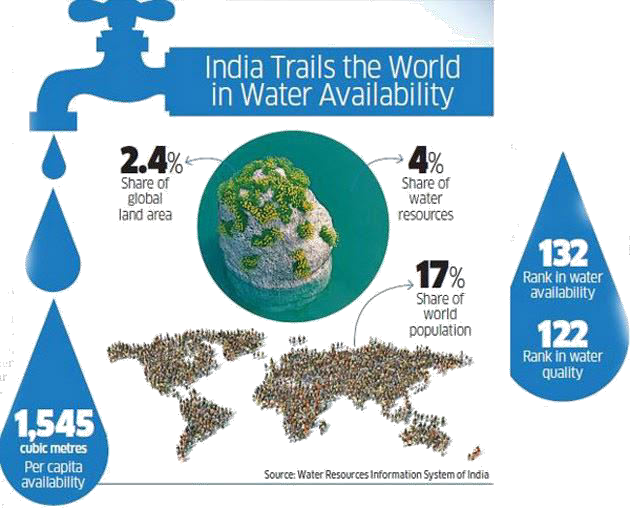 India Trails the World
in Water Availability
2.4%
Share of
global
land area
4%
Share of
water
resources
17%
Share of
world
population
132
Rank in water
availability
122
Rank in water
quality
1,545
cubic metres
Per capita
availability
Source: Water Resources Information System of India